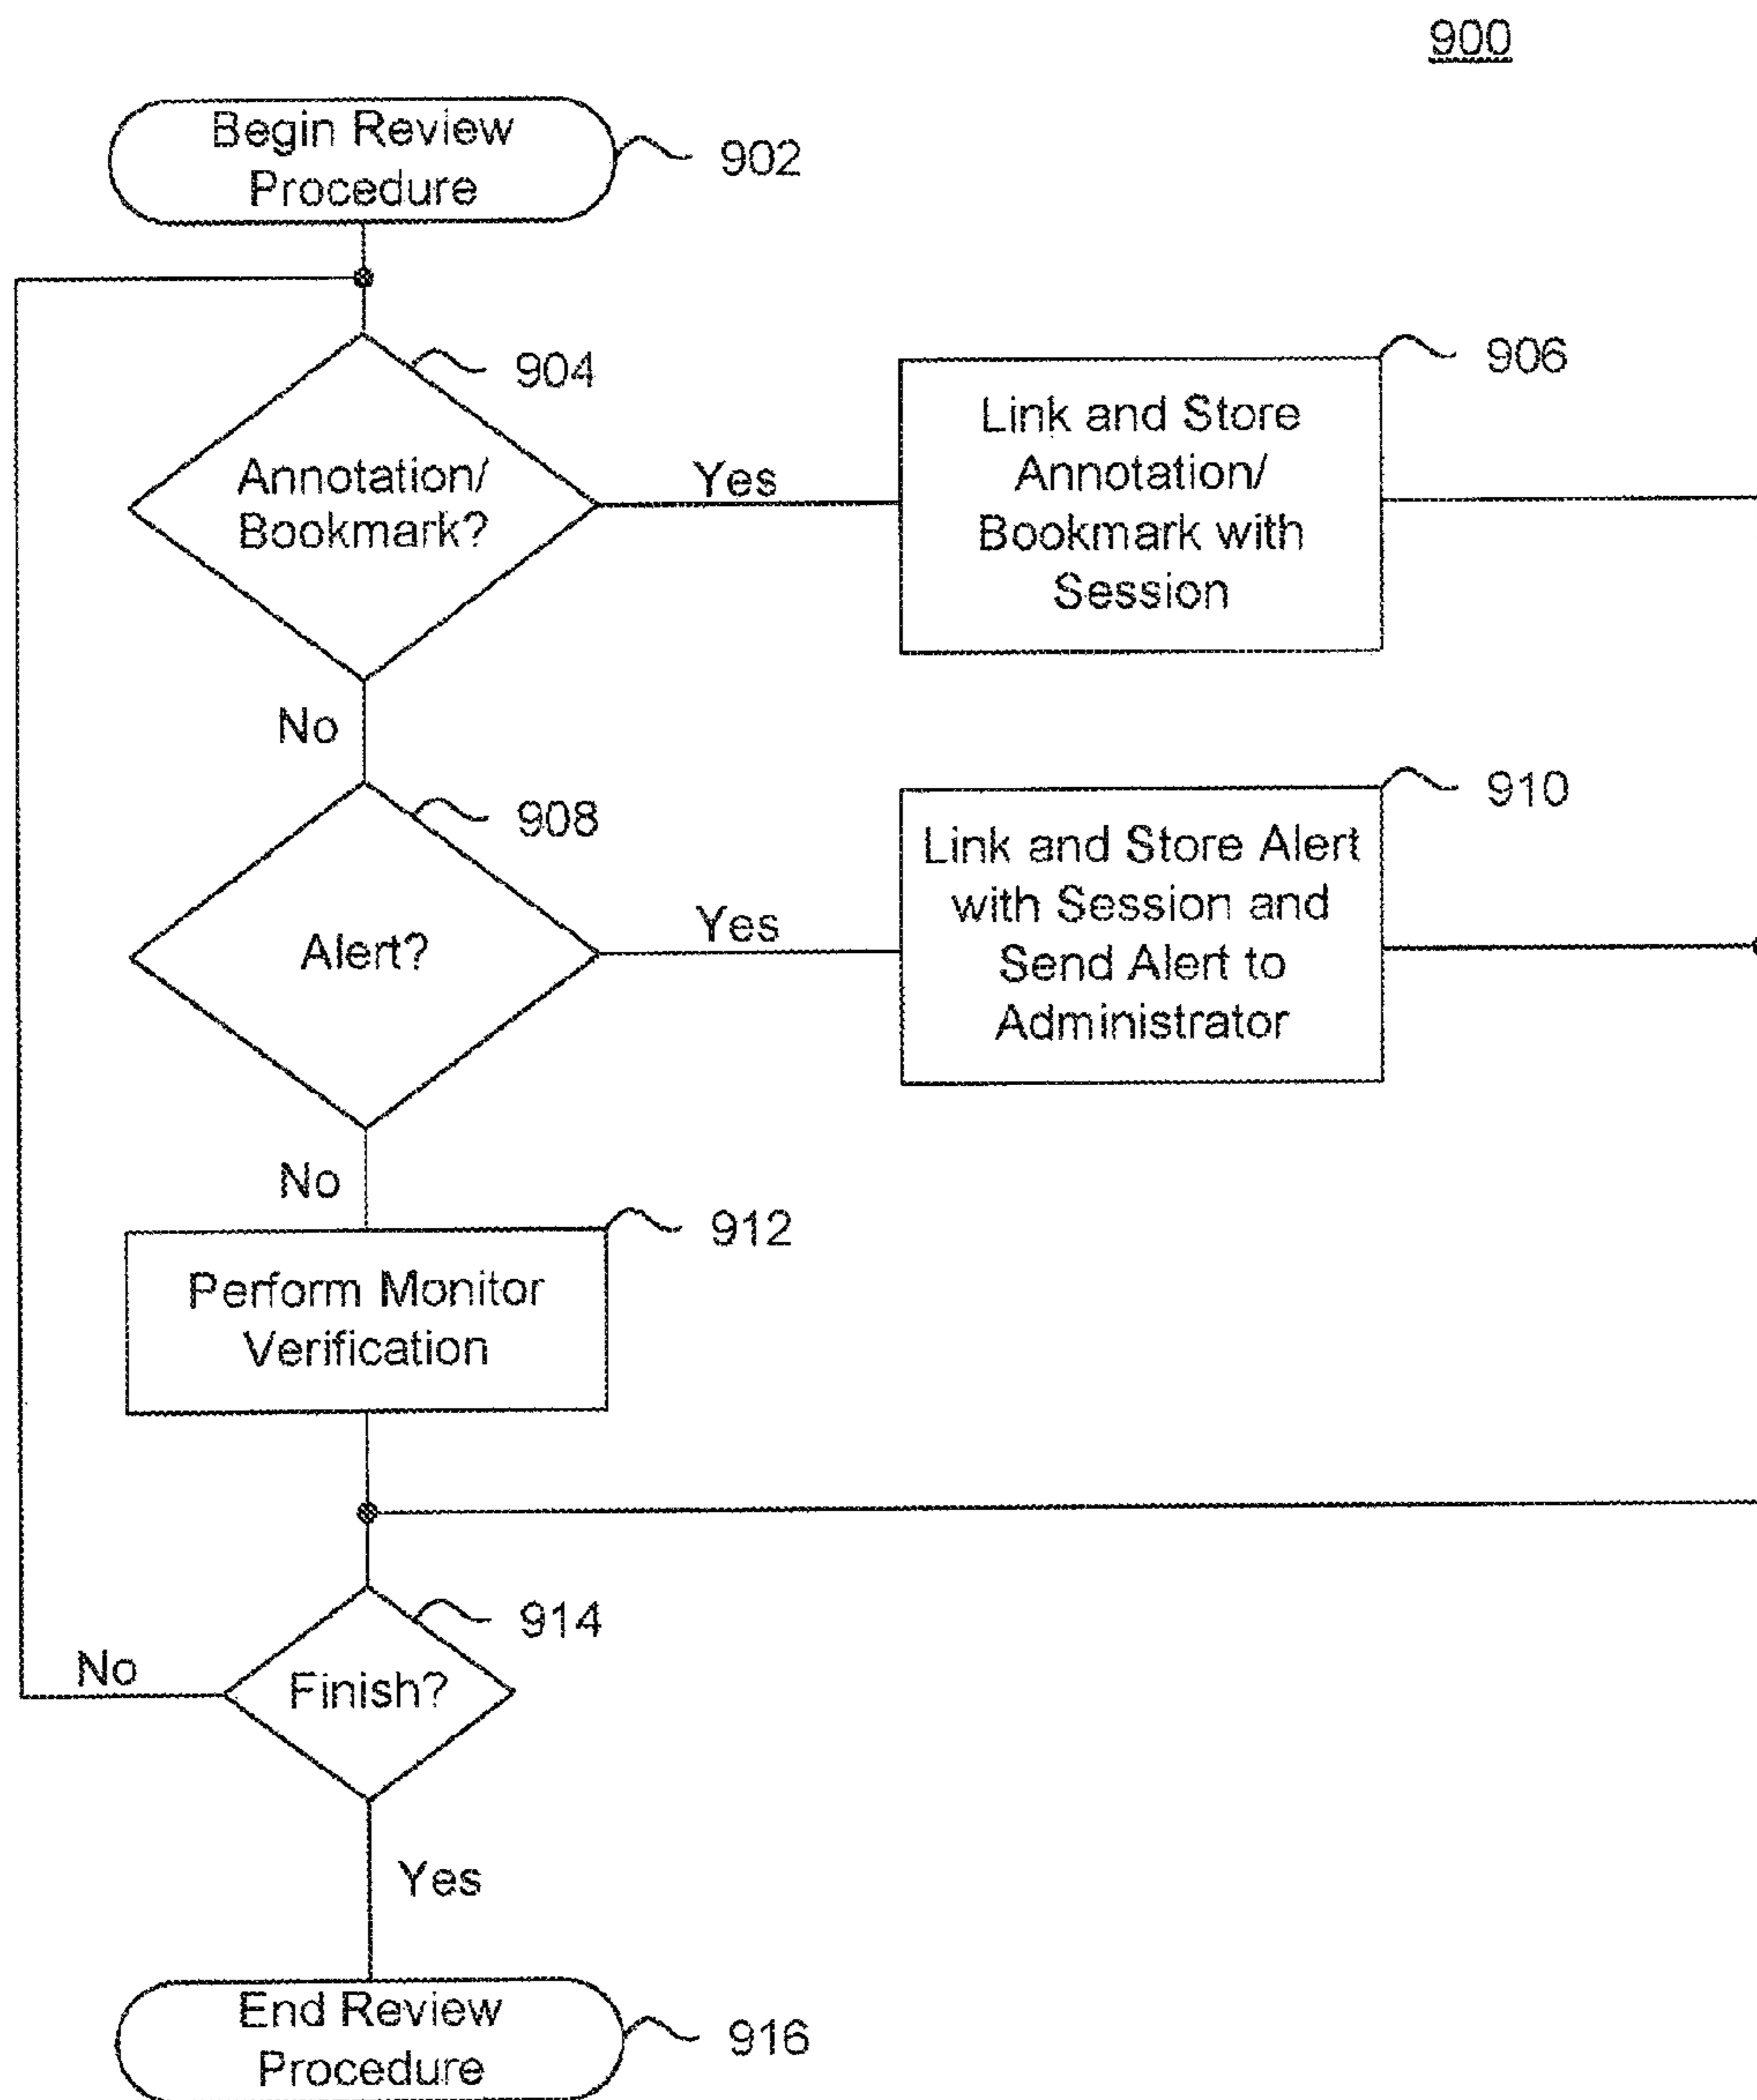 900
Begin Review
Procedure
902
904
Annotation/
Bookmark?
Yes
906
Link and Store
Annotation/
Bookmark with
Session
No
908
Alert?
Yes
910
Link and Store Alert
with Session and
Send Alert to
Administrator
No
912
Perform Monitor
Verification
914
Finish?
No
Yes
End Review
Procedure
916